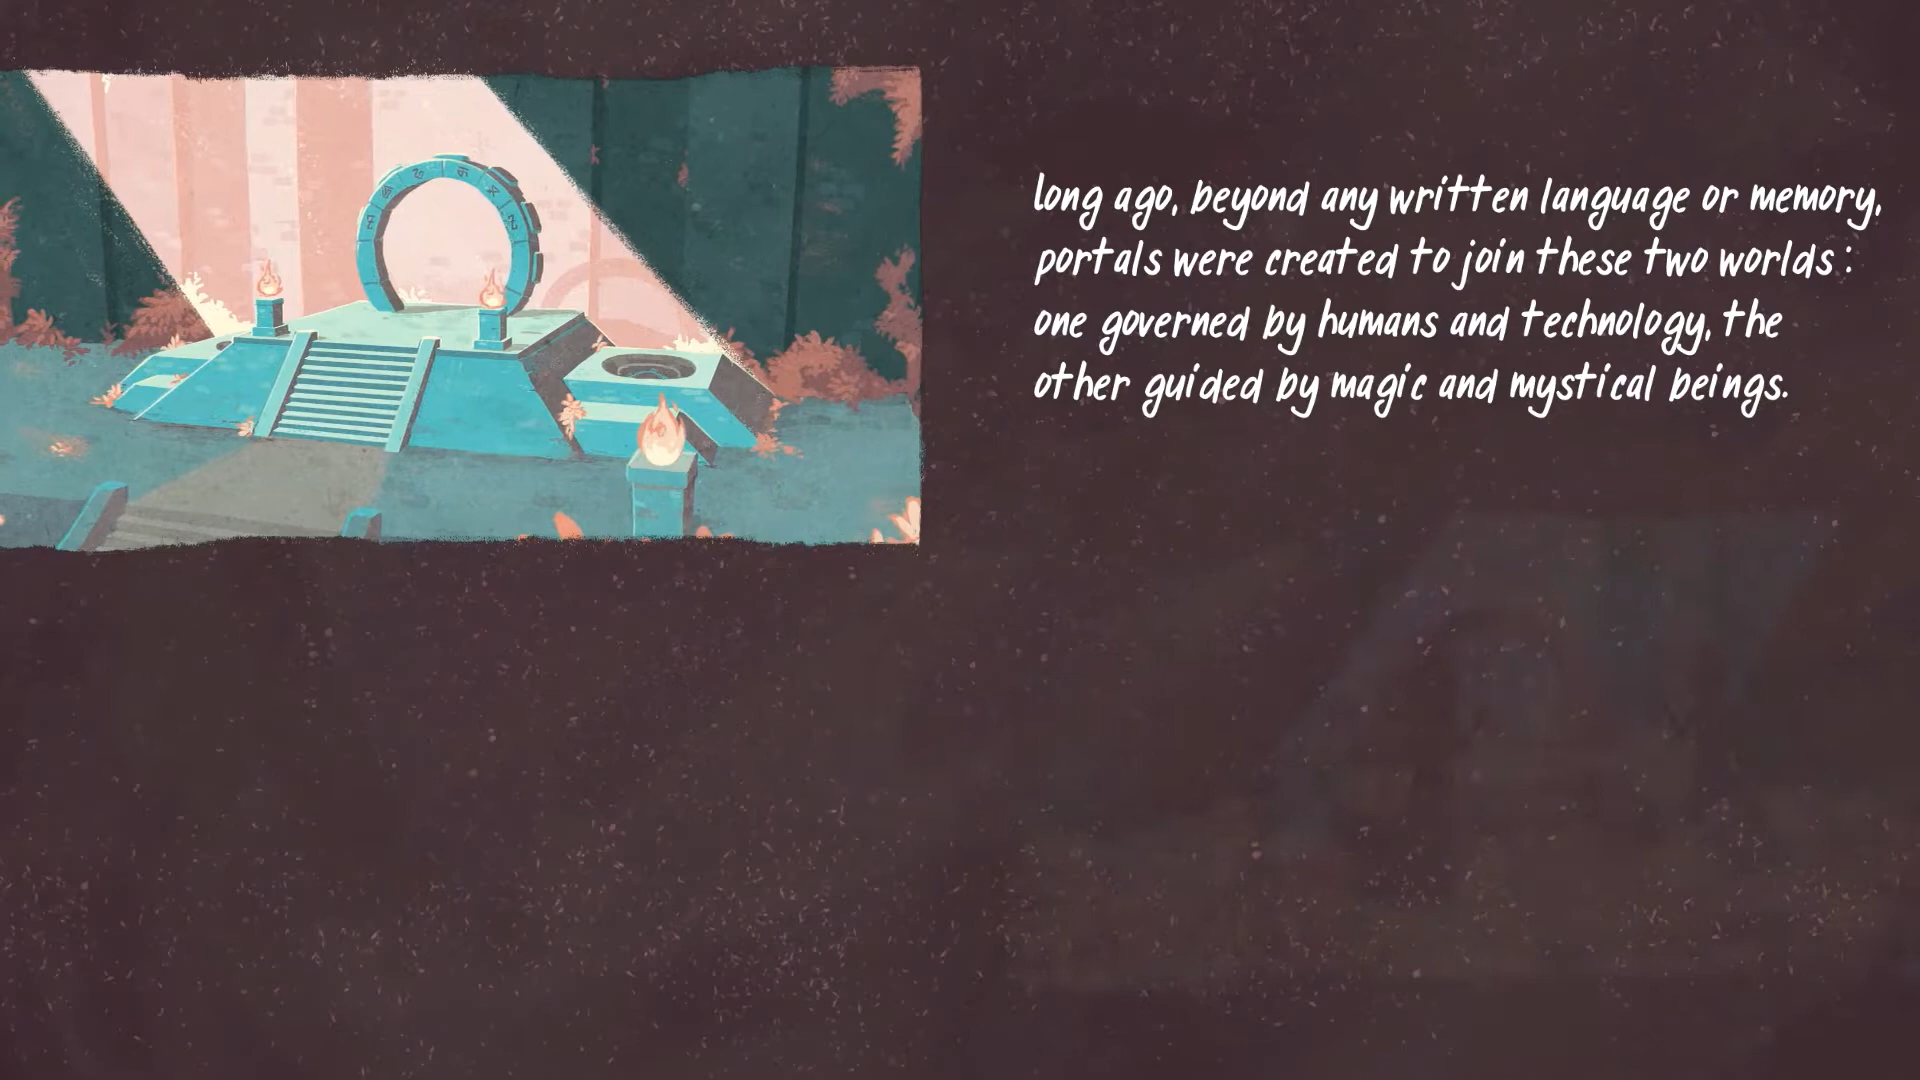 long ago, beyond any written language or memory,
portals were created to join these two worlds :
one governed by humans and technology, the
other guided by magic and mystical beings.